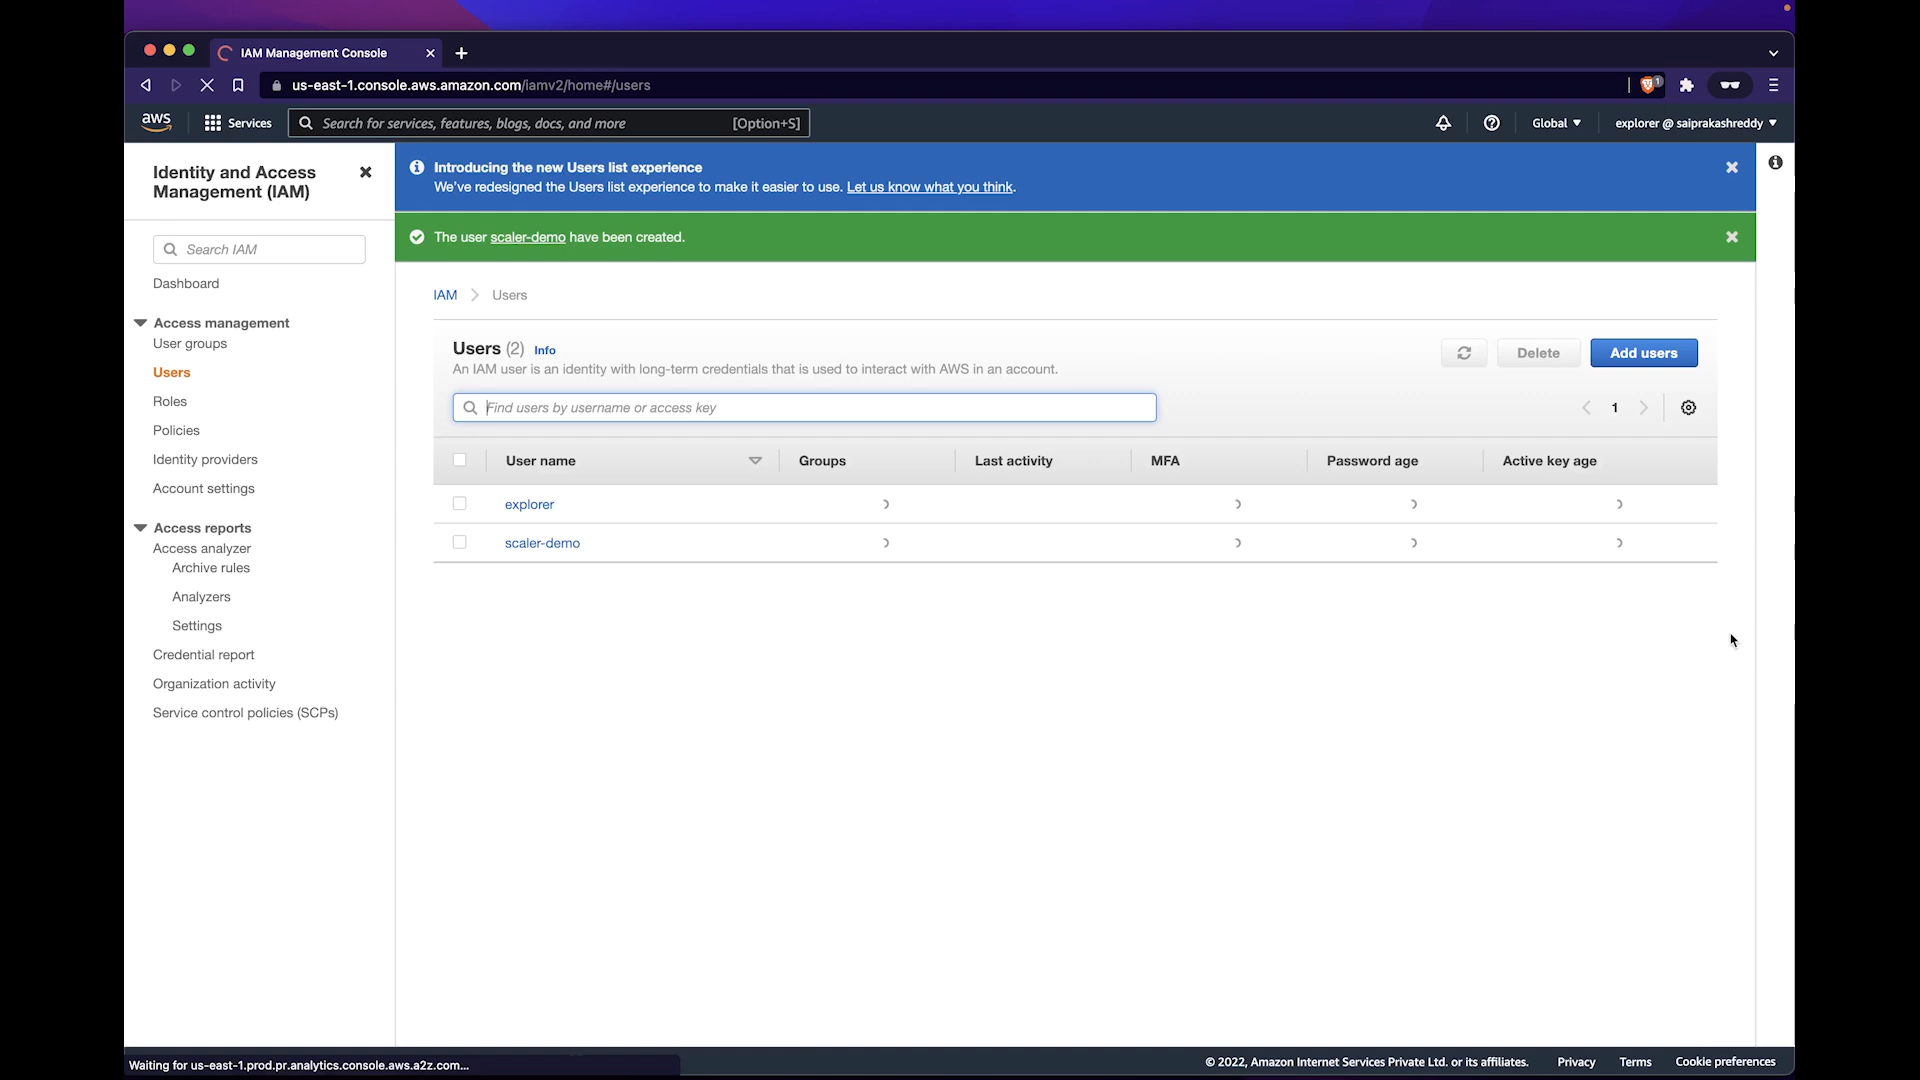 IAM Management Console
us-east-1.console.aws.amazon.com/iamv2/home#/users
1
aws
Services
Search for services, features, blogs, docs, and more
[Option+S]
Global
explorer @ saiprakashreddy
Identity and Access
Management (IAM)
Search IAM
Dashboard
Access management
User groups
Users
Roles
Policies
Identity providers
Account settings
Access reports
Access analyzer
Archive rules
Analyzers
Settings
Credential report
Organization activity
Service control policies (SCPs)
Introducing the new Users list experience
We've redesigned the Users list experience to make it easier to use. Let us know what you think.
The user scaler-demo have been created.
IAM
Users
Users (2) Info
An IAM user is an identity with long-term credentials that is used to interact with AWS in an account.
Delete
Add users
Find users by username or access key
1
User name
Groups
Last activity
MFA
Password age
Active key age
explorer
scaler-demo
Waiting for us-east-1.prod.pr.analytics.console.aws.a2z.com...
© 2022, Amazon Internet Services Private Ltd. or its affiliates.
Privacy
Terms
Cookie preferences